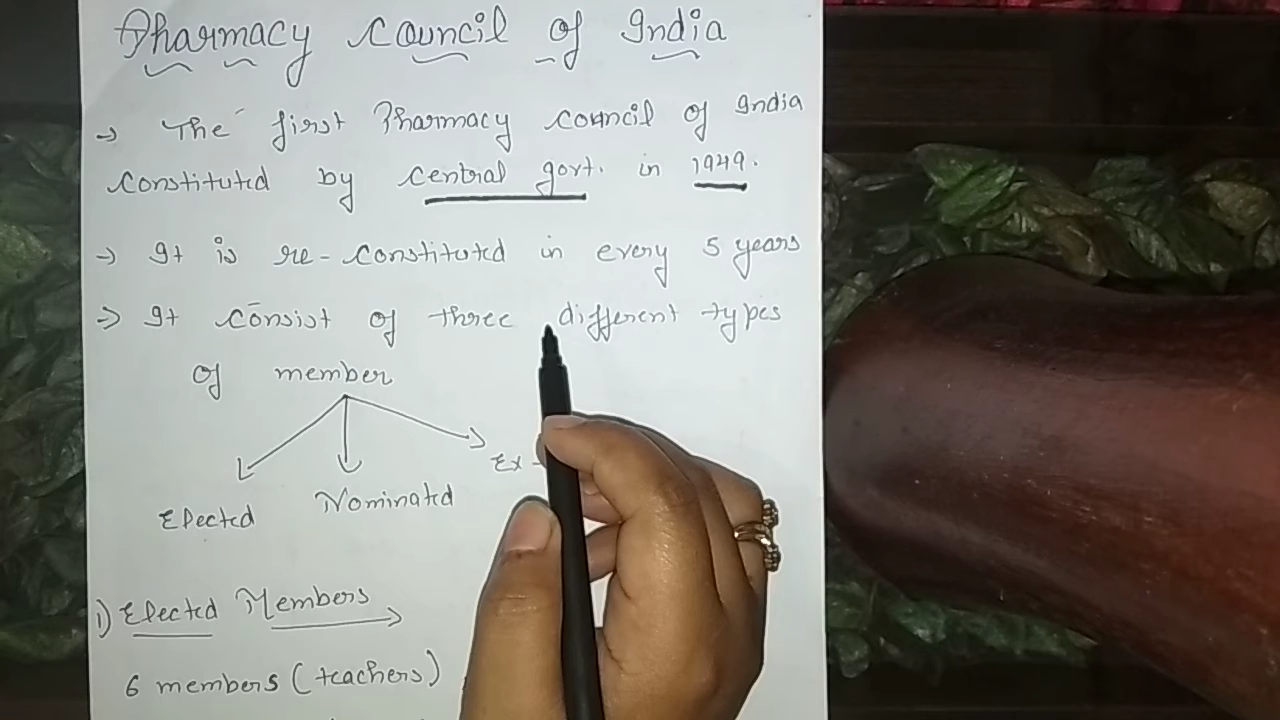 Pharmacy Council of India
→ The first Pharmacy council of India
constituted by central govt. in 1949.
→ It is re-constituted in every 5 years
→ It consist of three different types
of member
Elected Nominated Ex-
1) Elected Members
6 members (teachers)